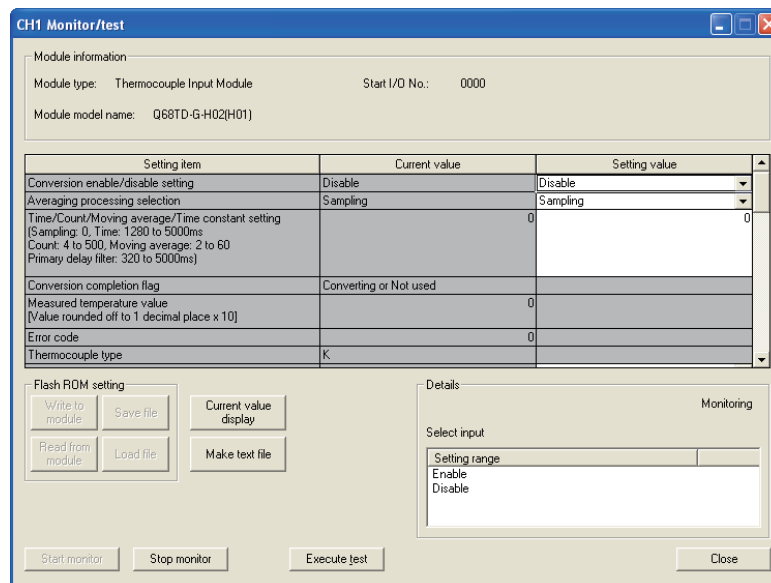 CH1 Monitor/test
Module information
Module type: Thermocouple Input Module Start I/O No.: 0000
Module model name: Q68TD-G-H02(H01)
Setting item Current value Setting value
Conversion enable/disable setting Disable Disable
Averaging processing selection Sampling Sampling
Time/Count/Moving average/Time constant setting 0 0
(Sampling: 0, Time: 1280 to 5000ms
Count: 4 to 500, Moving average: 2 to 60
Primary delay filter: 320 to 5000ms)
Conversion completion flag Converting or Not used
Measured temperature value 0
[Value rounded off to 1 decimal place x 10]
Error code 0
Thermocouple type K
Flash ROM setting
Write to
module
Save file
Current value
display
Read from
module
Load file
Make text file
Details
Monitoring
Select input
Setting range
Enable
Disable
Start monitor Stop monitor Execute test Close